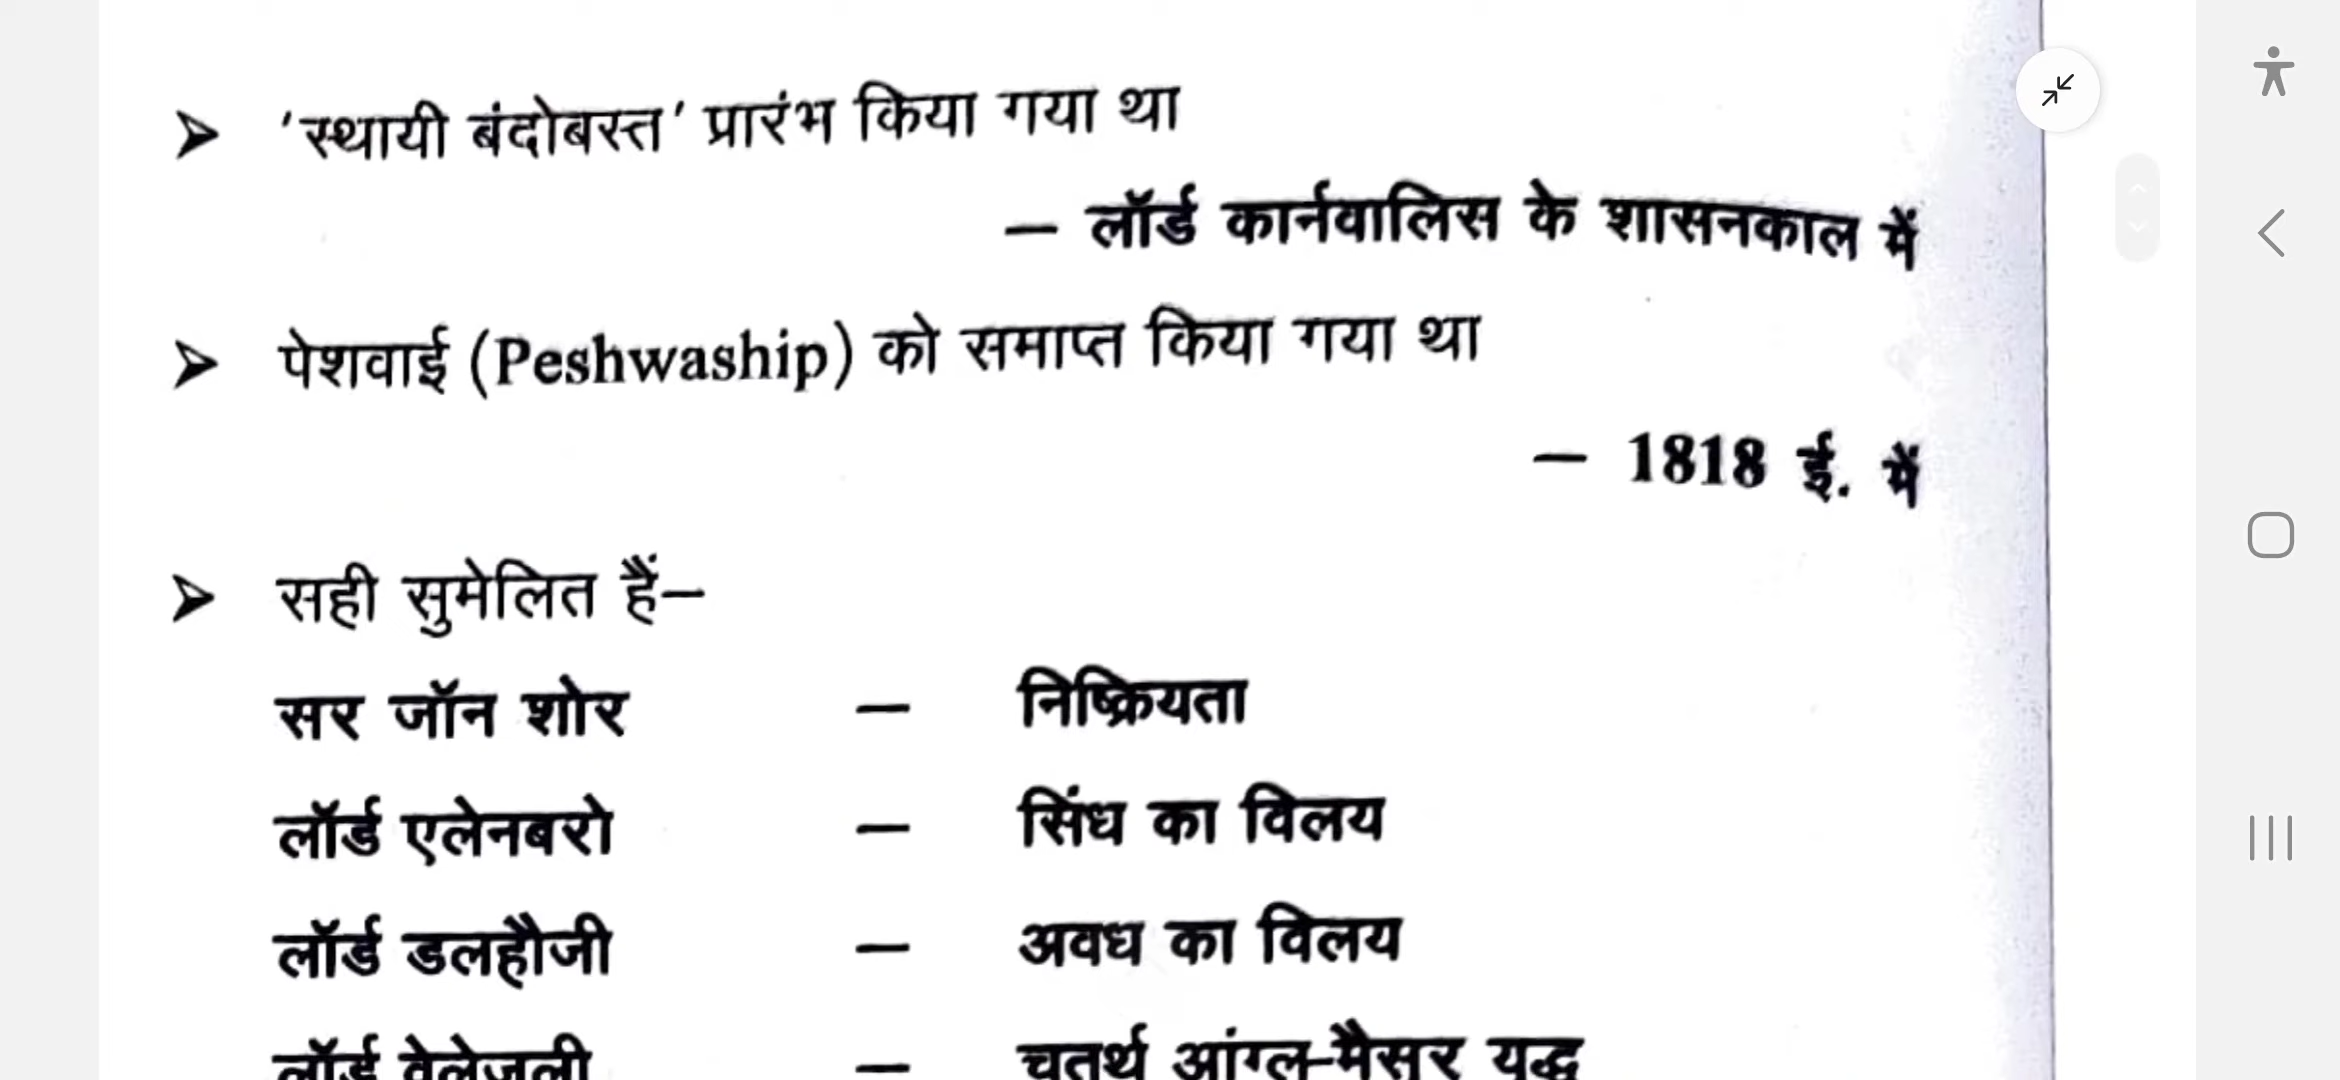 ➤ 'स्थायी बंदोबस्त' प्रारंभ किया गया था
– लॉर्ड कार्नवालिस के शासनकाल में
➤ पेशवाई (Peshwaship) को समाप्त किया गया था
– 1818 ई. में
➤ सही सुमेलित हैं–
सर जॉन शोर – निष्क्रियता
लॉर्ड एलेनबरो – सिंध का विलय
लॉर्ड डलहौजी – अवध का विलय
लॉर्ड वेलेजली – चतुर्थ आंग्ल-मैसूर युद्ध